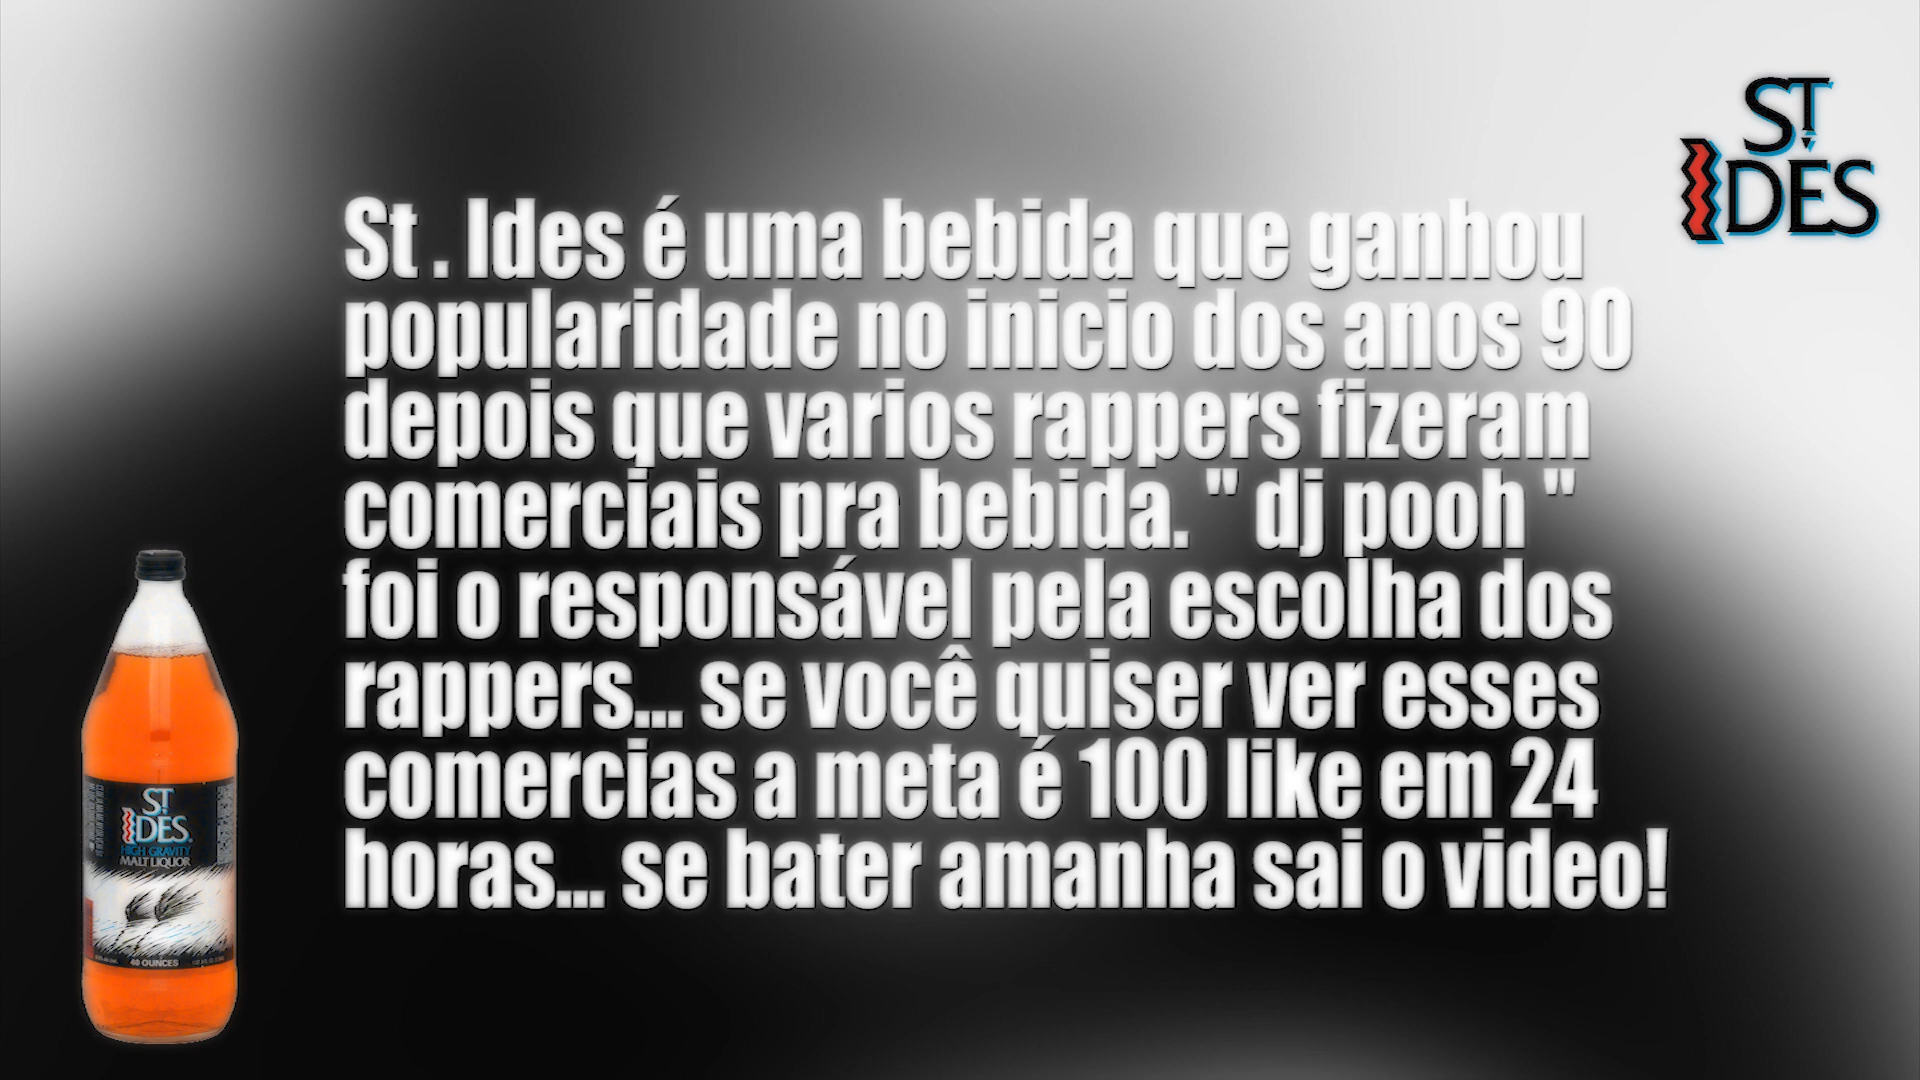 ST.
IDES
St . Ides é uma bebida que ganhou
popularidade no inicio dos anos 90
depois que varios rappers fizeram
comerciais pra bebida. " dj pooh "
foi o responsável pela escolha dos
rappers... se você quiser ver esses
comercias a meta é 100 like em 24
horas... se bater amanha sai o video!
ST.
IDES.
HIGH GRAVITY
MALT LIQUOR
40 OUNCES